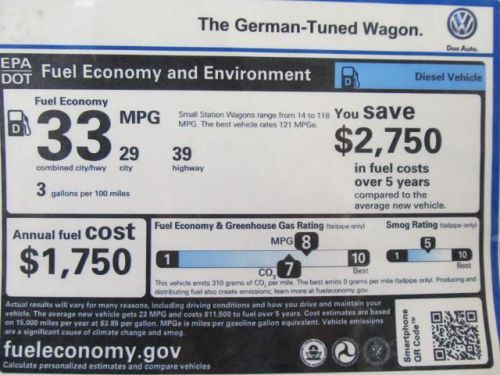 The German-Tuned Wagon.
Das Auto.
EPA
DOT
Fuel Economy and Environment
Diesel Vehicle
Fuel Economy
33 MPG
combined city/hwy
29
city
39
highway
3 gallons per 100 miles
Small Station Wagons range from 14 to 118
MPG. The best vehicle rates 121 MPGe.
You save
$2,750
in fuel costs
over 5 years
compared to the
average new vehicle.
Annual fuel cost
$1,750
Fuel Economy & Greenhouse Gas Rating (tailpipe only)
MPG 8
1
10
Best
CO2 7
Smog Rating (tailpipe only)
5
1
10
Best
This vehicle emits 310 grams of CO2 per mile. The best emits 0 grams per mile (tailpipe only). Producing and
distributing fuel also create emissions; learn more at fueleconomy.gov.
Actual results will vary for many reasons, including driving conditions and how you drive and maintain your
vehicle. The average new vehicle gets 23 MPG and costs $11,500 to fuel over 5 years. Cost estimates are based
on 15,000 miles per year at $3.85 per gallon. MPGe is miles per gasoline gallon equivalent. Vehicle emissions
are a significant cause of climate change and smog.
fueleconomy.gov
Calculate personalized estimates and compare vehicles
Smartphone
QR Code™